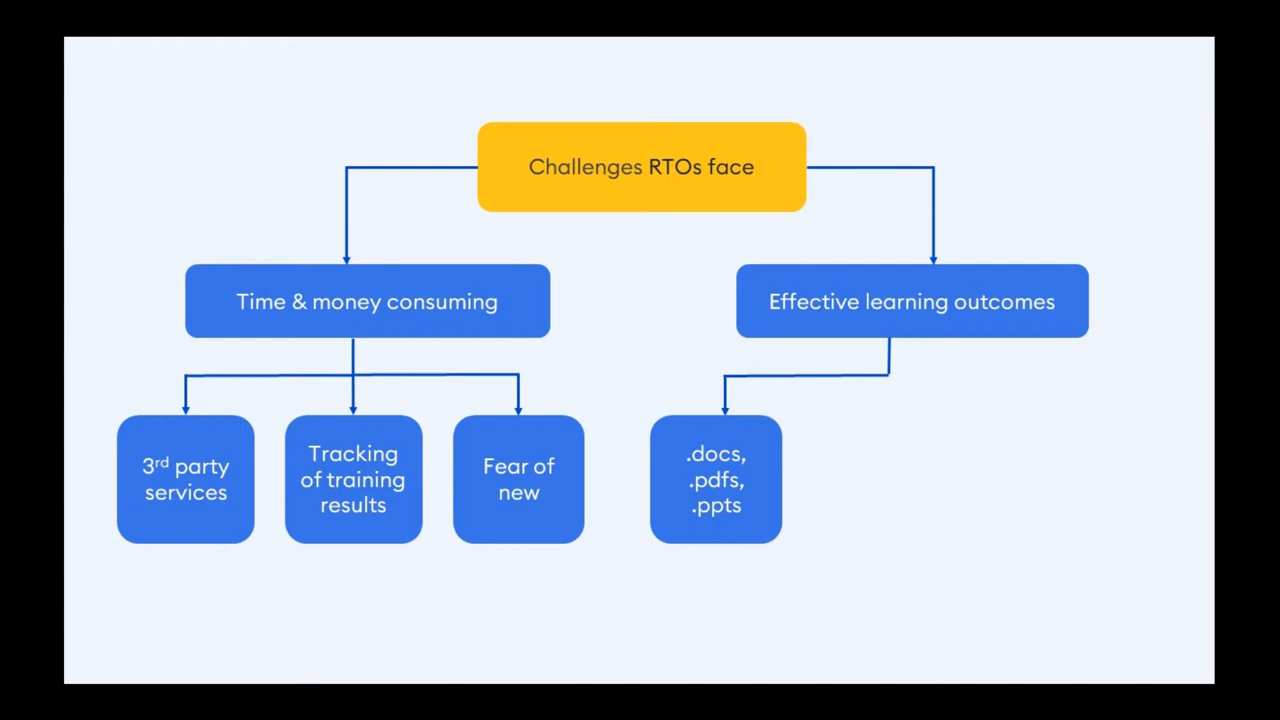 Challenges RTOs face
Time & money consuming
Effective learning outcomes
3rd party
services
Tracking
of training
results
Fear of
new
.docs,
.pdfs,
.ppts